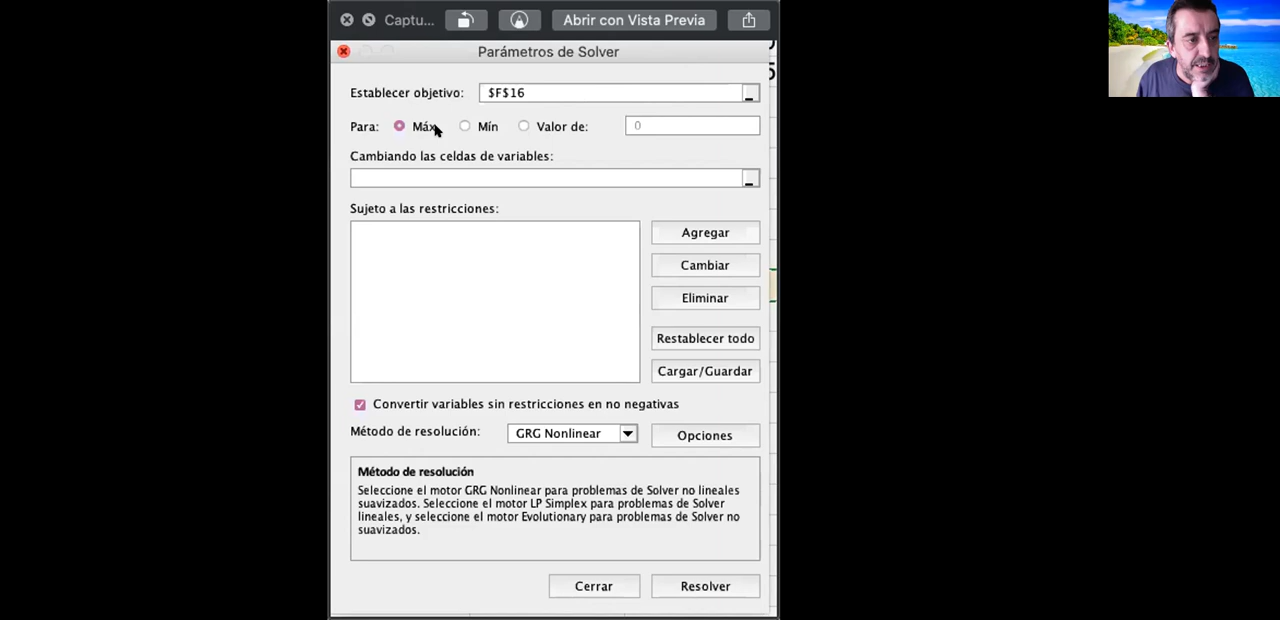 Captu... Abrir con Vista Previa
Parámetros de Solver
5
Establecer objetivo: $F$16
Para: Máx Mín Valor de: 0
Cambiando las celdas de variables:
Sujeto a las restricciones:
Agregar
Cambiar
Eliminar
Restablecer todo
Cargar/Guardar
Convertir variables sin restricciones en no negativas
Método de resolución: GRG Nonlinear Opciones
Método de resolución
Seleccione el motor GRG Nonlinear para problemas de Solver no lineales
suavizados. Seleccione el motor LP Simplex para problemas de Solver
lineales, y seleccione el motor Evolutionary para problemas de Solver no
suavizados.
Cerrar Resolver